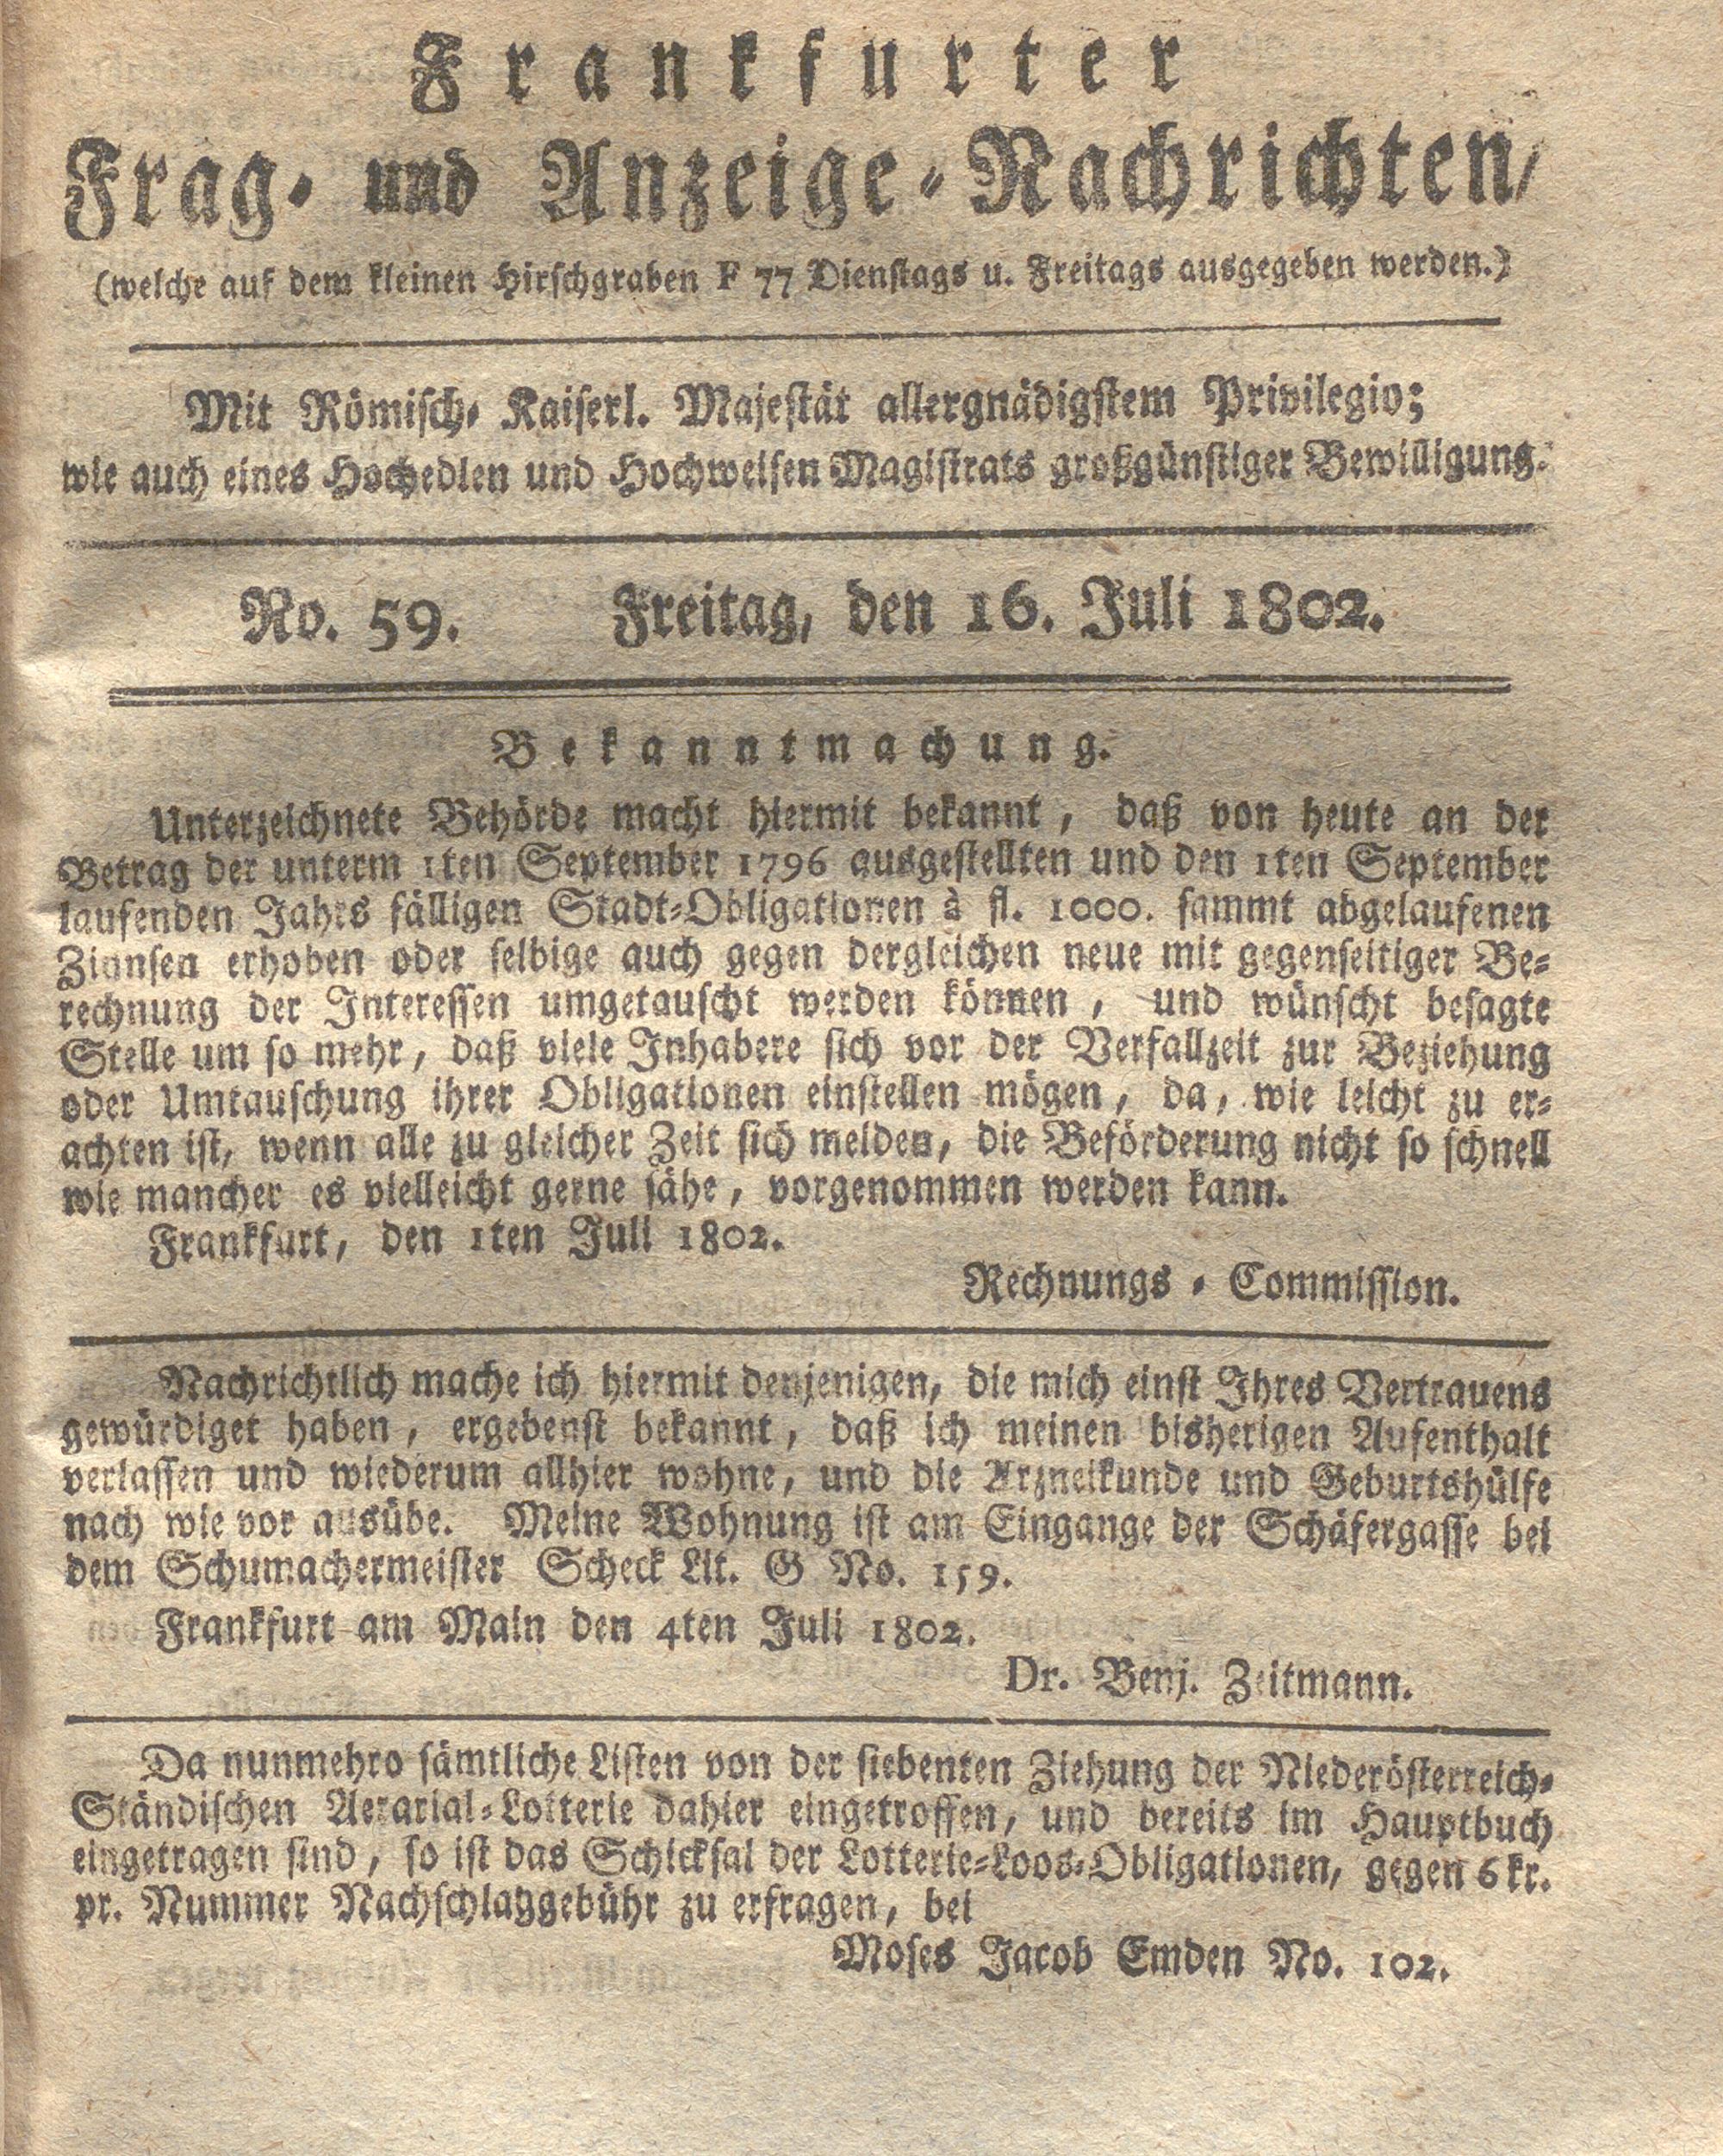 Frankfurter
Frag- und Anzeige-Nachrichten,
(welche auf dem kleinen Hirschgraben F 77 Dienstags u. Freitags ausgegeben werden.)
Mit Römisch- Kaiserl. Majestät allergnädigstem Privilegio;
wie auch eines Hochedlen und Hochweisen Magistrats großgünstiger Bewilligung.
No. 59. Freitag, den 16. Juli 1802.
Bekanntmachung.
Unterzeichnete Behörde macht hiermit bekannt, daß von heute an der
Betrag der unterm 1ten September 1796 ausgestellten und den 1ten September
laufenden Jahrs fälligen Stadt-Obligationen à fl. 1000. sammt abgelaufenen
Zinnsen erhoben oder selbige auch gegen dergleichen neue mit gegenseitiger Be-
rechnung der Interessen umgetauscht werden können, und wünscht besagte
Stelle um so mehr, daß viele Inhabere sich vor der Verfallzeit zur Beziehung
oder Umtauschung ihrer Obligationen einstellen mögen, da, wie leicht zu er-
achten ist, wenn alle zu gleicher Zeit sich melden, die Beförderung nicht so schnell
wie mancher es vielleicht gerne sähe, vorgenommen werden kann.
Frankfurt, den 1ten Juli 1802.
Rechnungs-Commission.
Nachrichtlich mache ich hiermit denjenigen, die mich einst Ihres Vertrauens
gewürdiget haben, ergebenst bekannt, daß ich meinen bisherigen Aufenthalt
verlassen und wiederum allhier wohne, und die Arzneikunde und Geburtshülfe
nach wie vor ausübe. Meine Wohnung ist am Eingange der Schäfergasse bei
dem Schumachermeister Scheck Lit. G No. 159.
Frankfurt am Main den 4ten Juli 1802.
Dr. Benj. Zeitmann.
Da nunmehro sämtliche Listen von der siebenten Ziehung der Niederösterreich-
Ständischen Aerarial-Lotterie dahier eingetroffen, und bereits im Hauptbuch
eingetragen sind, so ist das Schicksal der Lotterie-Loos-Obligationen, gegen 6 kr.
pr. Nummer Nachschlaggebühr zu erfragen, bei
Moses Jacob Emden No. 102.